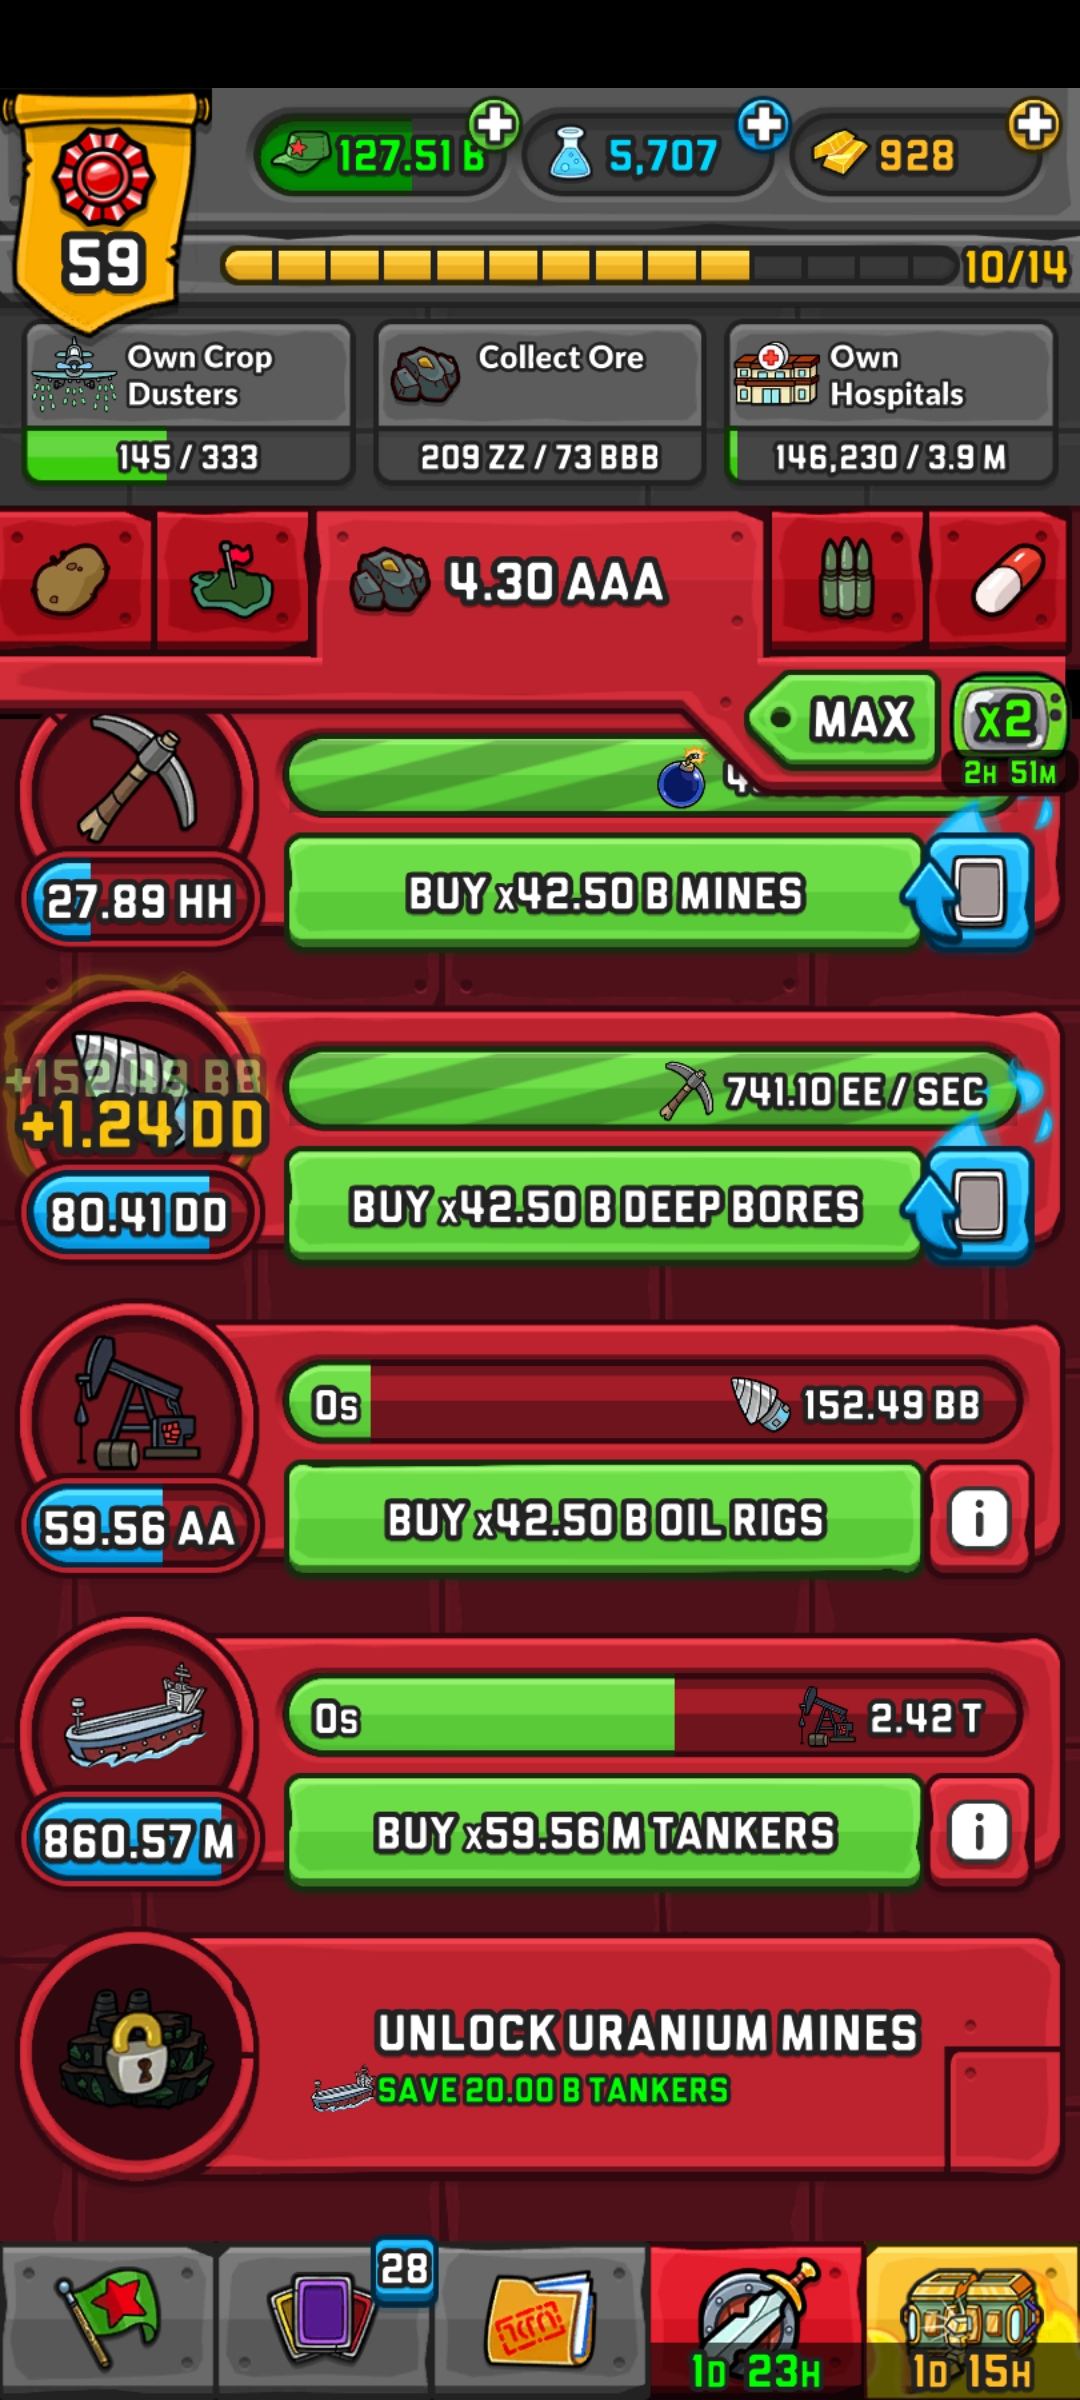 127.51 B
5,707
928
59
10/14
Own Crop
Dusters
145 / 333
Collect Ore
209 ZZ / 73 BBB
Own
Hospitals
146,230 / 3.9 M
4.30 AAA
MAX
x2
2H 51M
27.89 HH
BUY x42.50 B MINES
+152.49 BB
+1.24 DD
741.10 EE / SEC
80.41 DD
BUY x42.50 B DEEP BORES
0s
152.49 BB
59.56 AA
BUY x42.50 B OIL RIGS
i
0s
2.42 T
860.57 M
BUY x59.56 M TANKERS
i
UNLOCK URANIUM MINES
SAVE 20.00 B TANKERS
28
1D 23H
1D 15H